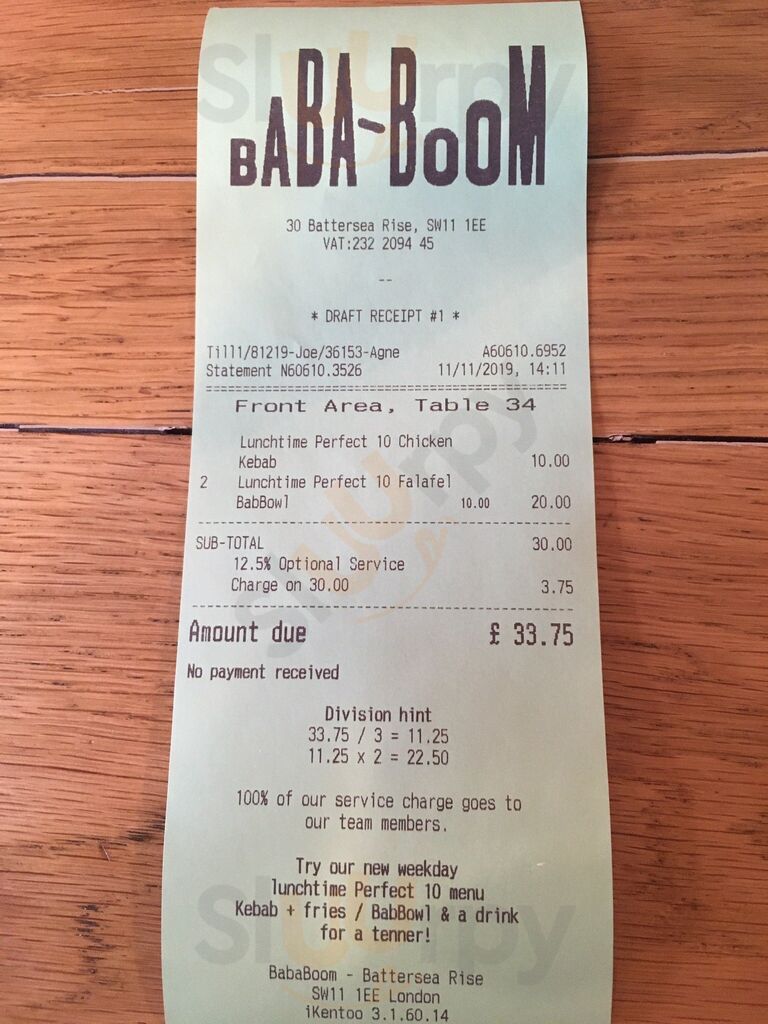 BABA-BOOM
30 Battersea Rise, SW11 1EE
VAT:232 2094 45
--
* DRAFT RECEIPT #1 *
Till1/81219-Joe/36153-Agne A60610.6952
Statement N60610.3526 11/11/2019, 14:11
Front Area, Table 34
Lunchtime Perfect 10 Chicken
Kebab 10.00
2 Lunchtime Perfect 10 Falafel
BabBowl 10.00 20.00
SUB-TOTAL 30.00
12.5% Optional Service
Charge on 30.00 3.75
Amount due £ 33.75
No payment received
Division hint
33.75 / 3 = 11.25
11.25 x 2 = 22.50
100% of our service charge goes to
our team members.
Try our new weekday
lunchtime Perfect 10 menu
Kebab + fries / BabBowl & a drink
for a tenner!
BabaBoom - Battersea Rise
SW11 1EE London
iKentoo 3.1.60.14
Sluurpy
Sluurpy
Sluurpy